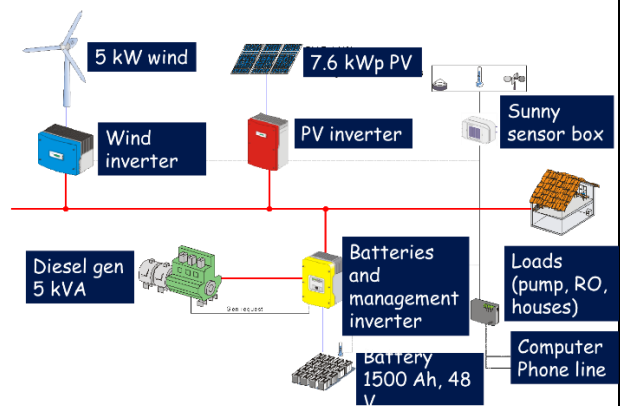 5 kW wind
7.6 kWp PV
Wind
inverter
PV inverter
Sunny
sensor box
Diesel gen
5 kVA
Batteries
and
management
inverter
Loads
(pump, RO,
houses)
request
Battery
1500 Ah, 48
V
Computer
Phone line